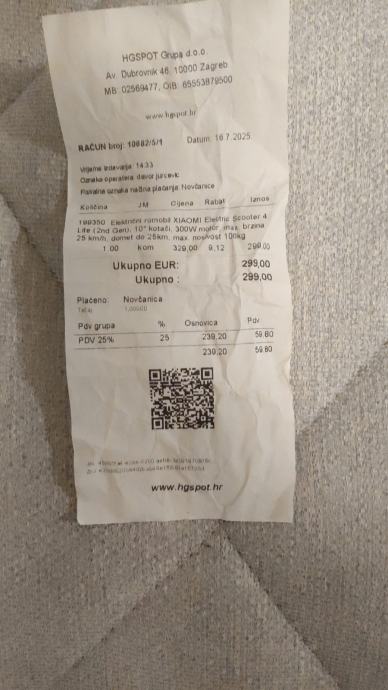 HGSPOT Grupa d.o.o.
Av. Dubrovnik 46, 10000 Zagreb
MB: 02569477, OIB: 65553879500
www.hgspot.hr
RAČUN broj: 10682/5/1 Datum: 16.7.2025.
Vrijeme izdavanja: 14:33
Oznaka operatera: davor jurcevic
Fiskalna oznaka načina plaćanja: Novčanice
Količina JM Cijena Rabat Iznos
Električni romobil XIAOMI Electric Scooter 4
Lite (2nd Gen), 10" kotači, 300W motor, max. brzina
25 km/h, domet do 25km, max. nosivost 100kg
1,00 kom 329,00 9,12 299,00
Ukupno EUR: 299,00
Ukupno : 299,00
Plaćeno: Novčanica
Tečaj: 1,00000
Pdv grupa % Osnovica Pdv
PDV 25% 25 239,20 59,80
239,20 59,80
www.hgspot.hr